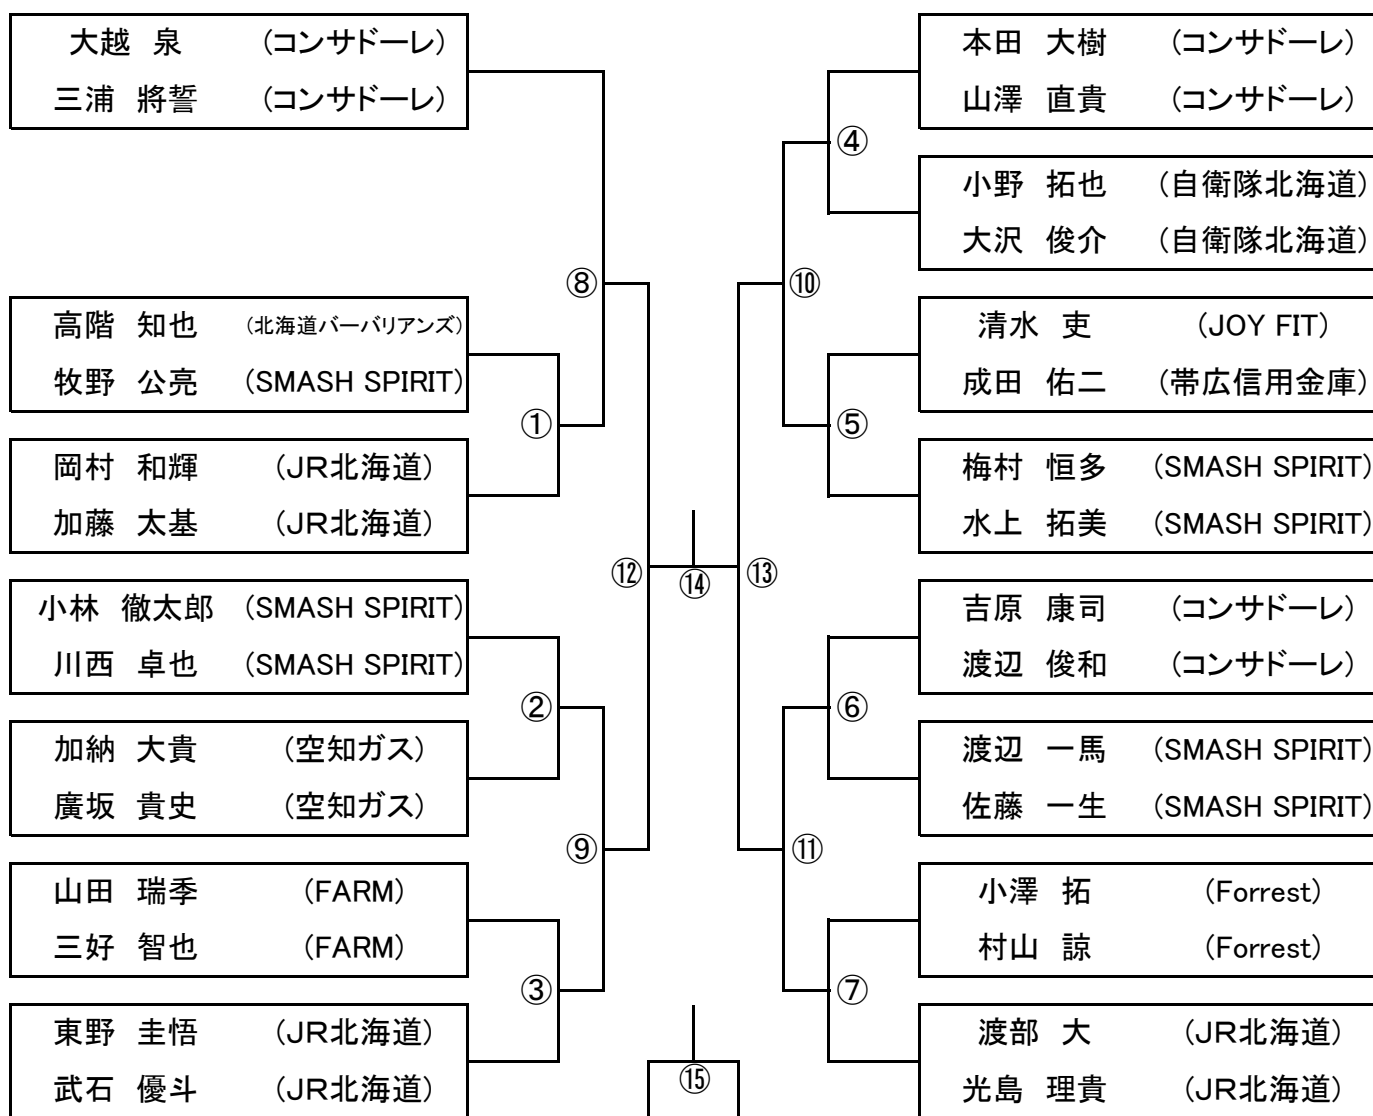 大越 泉 (コンサドーレ)
三浦 將誓 (コンサドーレ)
高階 知也 (北海道バーバリアンズ)
牧野 公亮 (SMASH SPIRIT)
①
岡村 和輝 (JR北海道)
加藤 太基 (JR北海道)
⑧
小林 徹太郎 (SMASH SPIRIT)
川西 卓也 (SMASH SPIRIT)
②
加納 大貴 (空知ガス)
廣坂 貴史 (空知ガス)
⑨
山田 瑞季 (FARM)
三好 智也 (FARM)
③
東野 圭悟 (JR北海道)
武石 優斗 (JR北海道)
⑫
⑭
⑬
⑮
本田 大樹 (コンサドーレ)
山澤 直貴 (コンサドーレ)
④
小野 拓也 (自衛隊北海道)
大沢 俊介 (自衛隊北海道)
⑩
清水 吏 (JOY FIT)
成田 佑二 (帯広信用金庫)
⑤
梅村 恒多 (SMASH SPIRIT)
水上 拓美 (SMASH SPIRIT)
吉原 康司 (コンサドーレ)
渡辺 俊和 (コンサドーレ)
⑥
渡辺 一馬 (SMASH SPIRIT)
佐藤 一生 (SMASH SPIRIT)
⑪
小澤 拓 (Forrest)
村山 諒 (Forrest)
⑦
渡部 大 (JR北海道)
光島 理貴 (JR北海道)